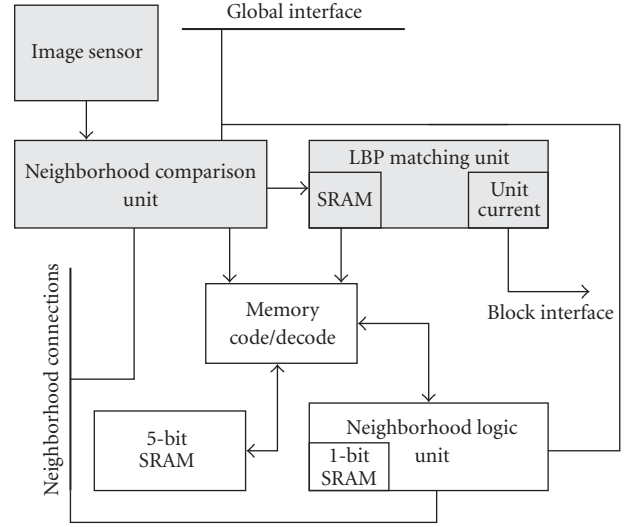 Global interface
Image sensor
Neighborhood comparison
unit
LBP matching unit
SRAM
Unit
current
Neighborhood connections
Memory
code/decode
Block interface
5-bit
SRAM
Neighborhood logic
unit
1-bit
SRAM